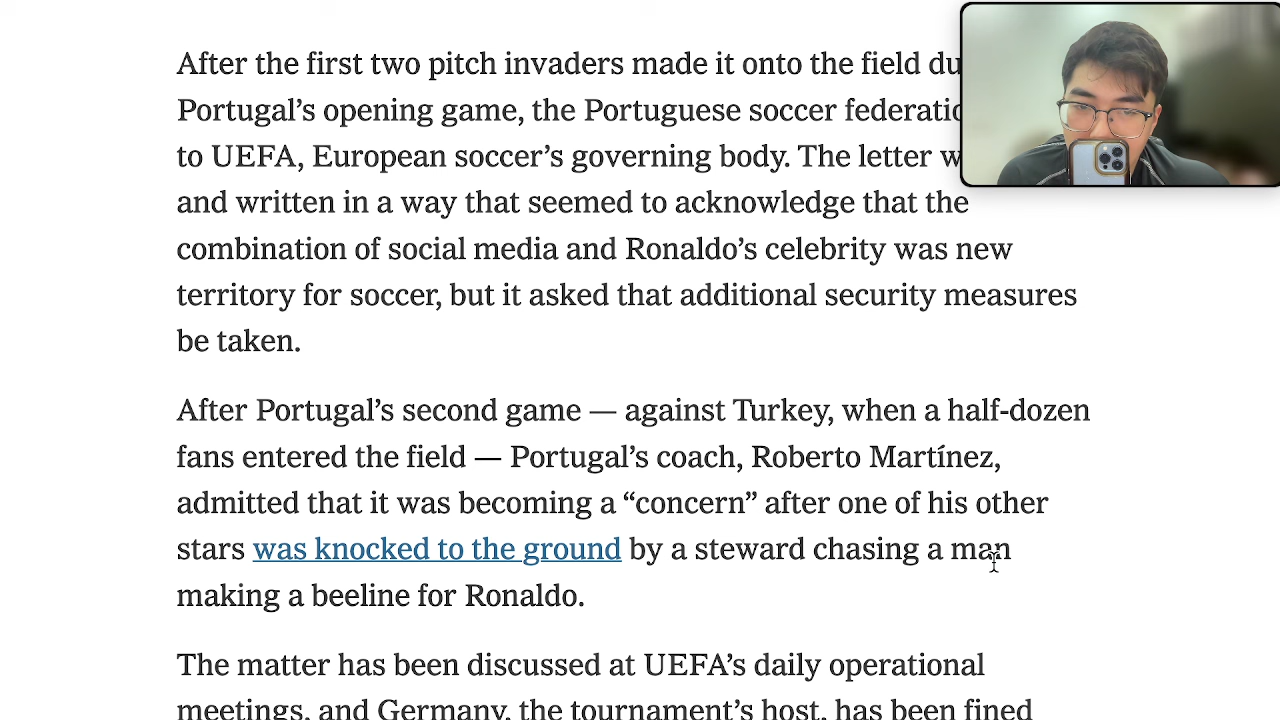 After the first two pitch invaders made it onto the field du
Portugal’s opening game, the Portuguese soccer federatio
to UEFA, European soccer’s governing body. The letter w
and written in a way that seemed to acknowledge that the
combination of social media and Ronaldo’s celebrity was new
territory for soccer, but it asked that additional security measures
be taken.
After Portugal’s second game — against Turkey, when a half-dozen
fans entered the field — Portugal’s coach, Roberto Martínez,
admitted that it was becoming a “concern” after one of his other
stars was knocked to the ground by a steward chasing a man
making a beeline for Ronaldo.
The matter has been discussed at UEFA’s daily operational
meetings, and Germany, the tournament’s host, has been fined